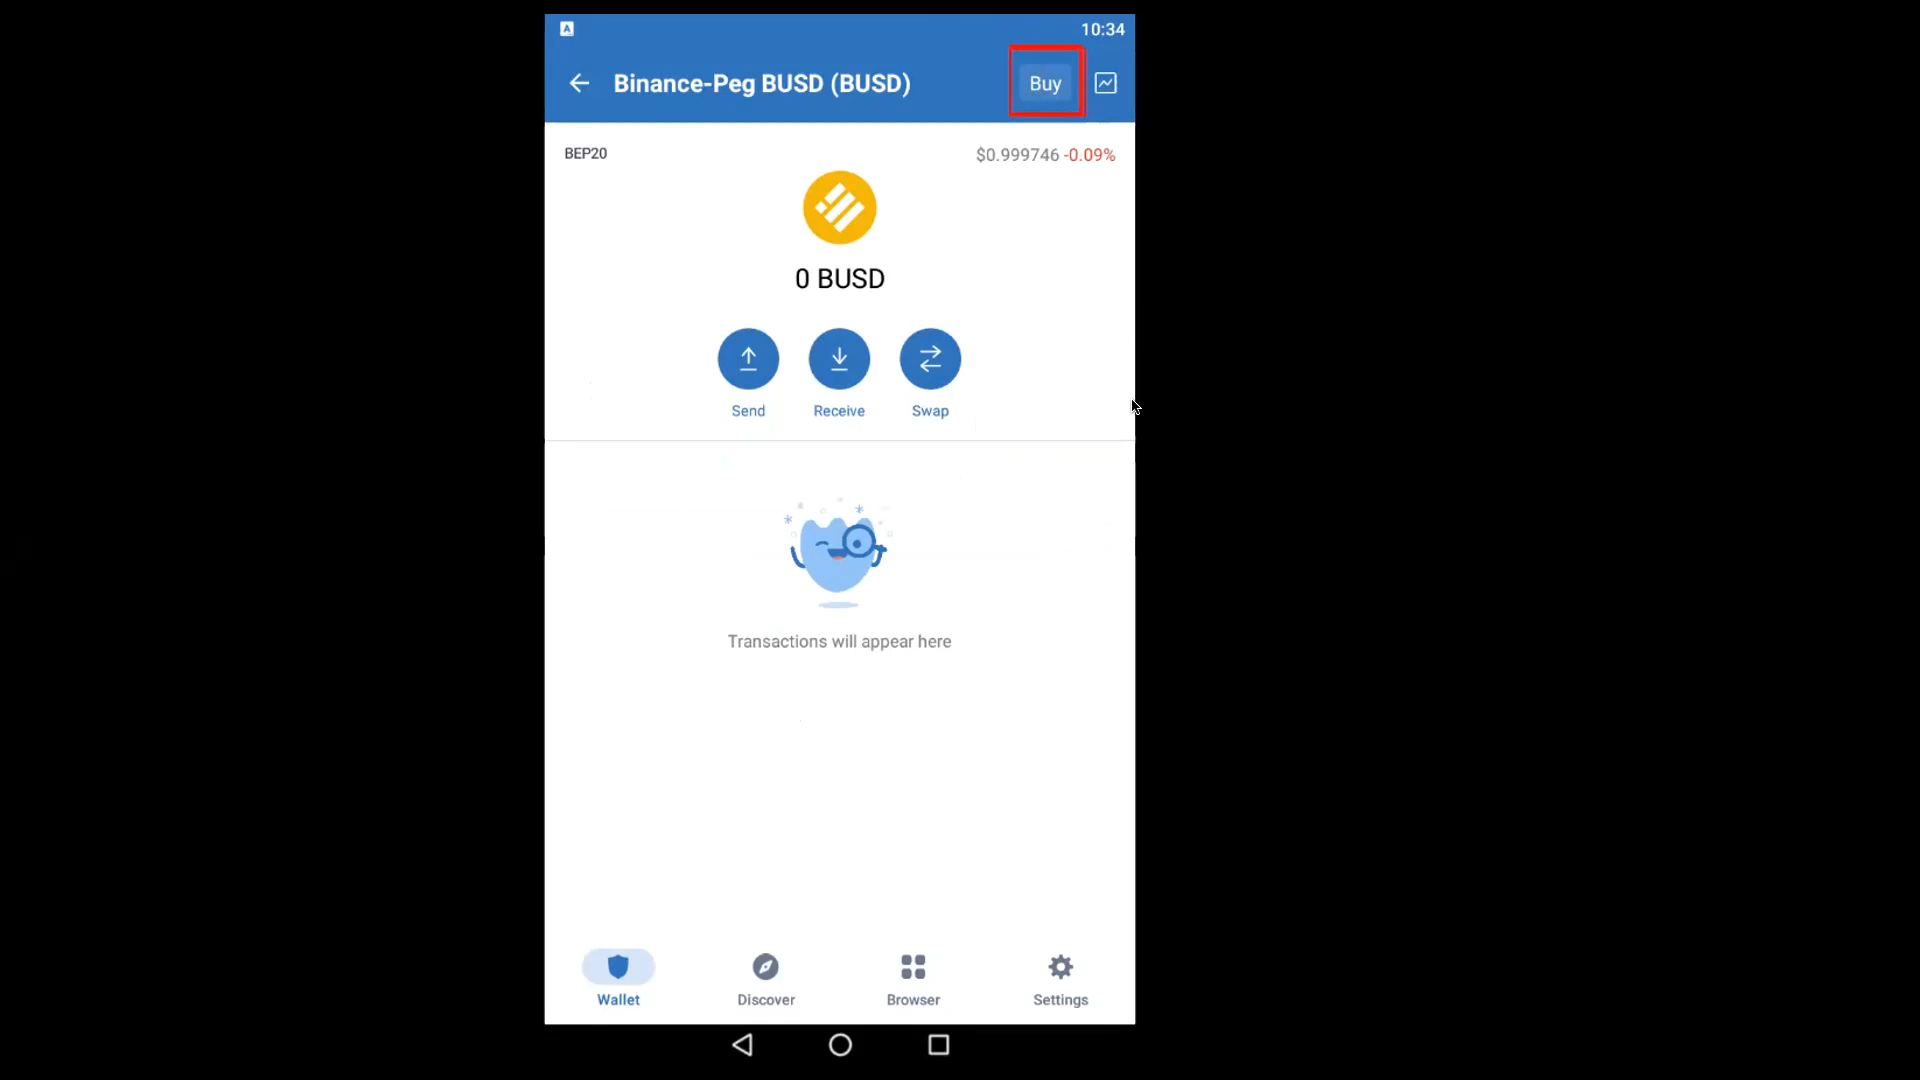 10:34
Binance-Peg BUSD (BUSD)
Buy
BEP20
$0.999746 -0.09%
0 BUSD
Send
Receive
Swap
Transactions will appear here
Wallet
Discover
Browser
Settings